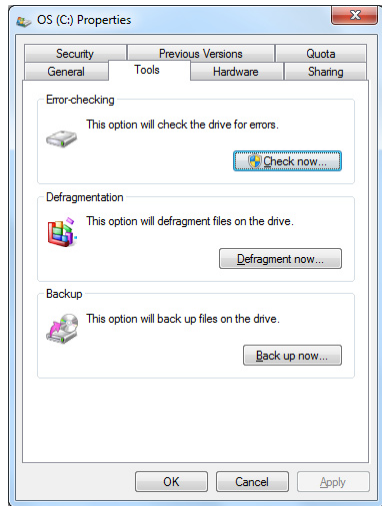 OS (C:) Properties
Security Previous Versions Quota
General Tools Hardware Sharing
Error-checking
This option will check the drive for errors.
Check now...
Defragmentation
This option will defragment files on the drive.
Defragment now...
Backup
This option will back up files on the drive.
Back up now...
OK Cancel Apply